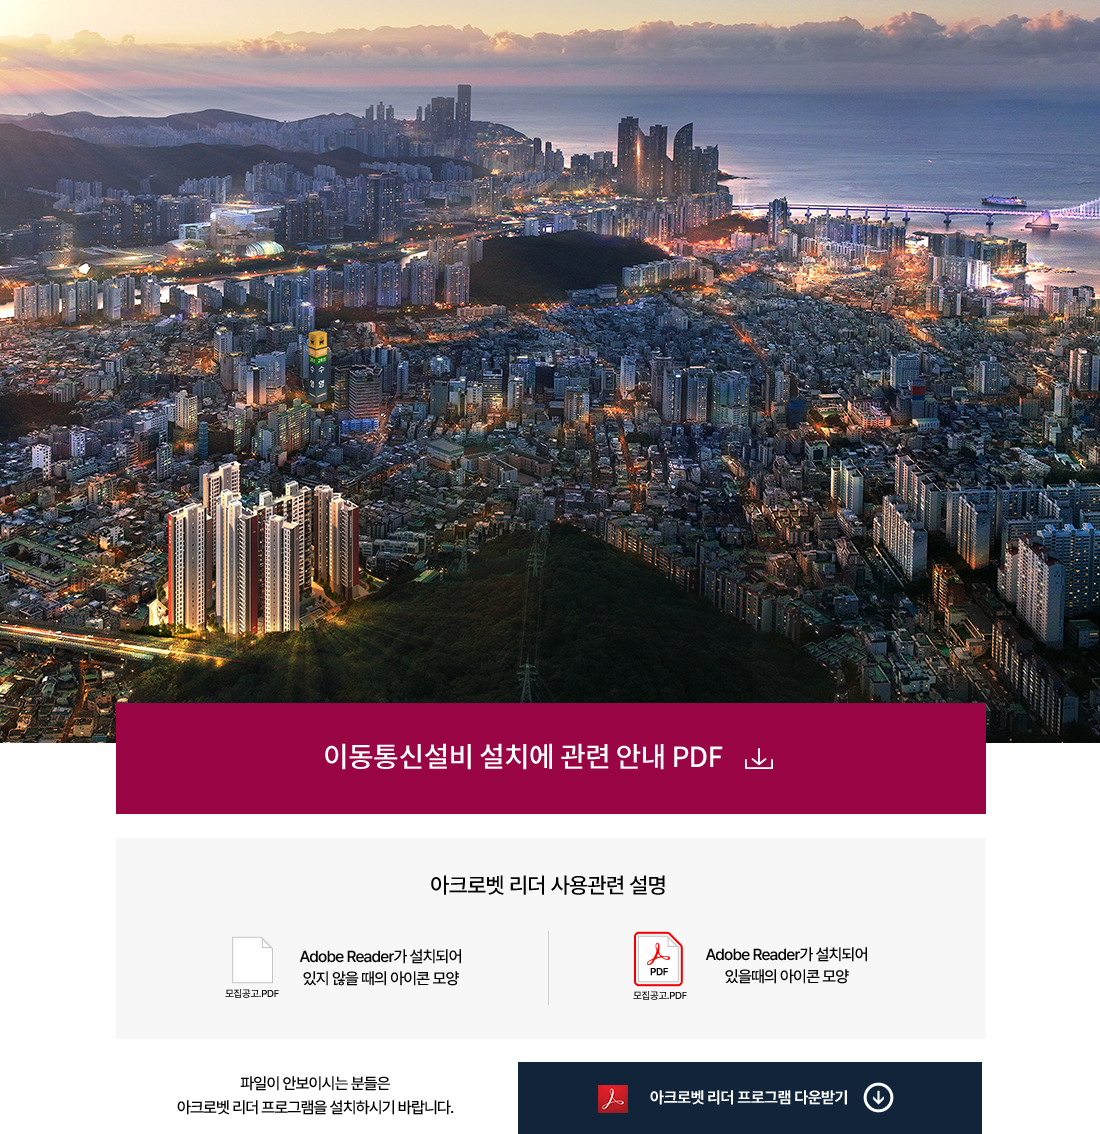 수
영
이동통신설비 설치에 관련 안내 PDF
아크로벳 리더 사용관련 설명
Adobe Reader가 설치되어
있지 않을 때의 아이콘 모양
모집공고.PDF
PDF
모집공고.PDF
Adobe Reader가 설치되어
있을때의 아이콘 모양
파일이 안보이시는 분들은
아크로벳 리더 프로그램을 설치하시기 바랍니다.
아크로벳 리더 프로그램 다운받기